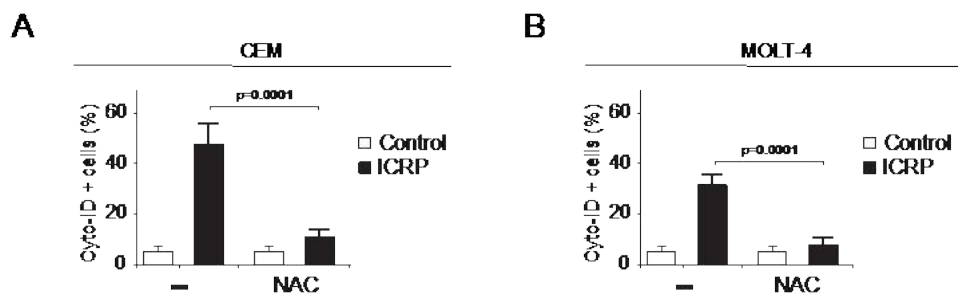 A
CEM
p=0.0001
Cyto-ID + cells (%)
60
40
20
0
Control
ICRP
–
NAC
B
MOLT-4
p=0.0001
Cyto-ID + cells (%)
60
40
20
0
Control
ICRP
–
NAC